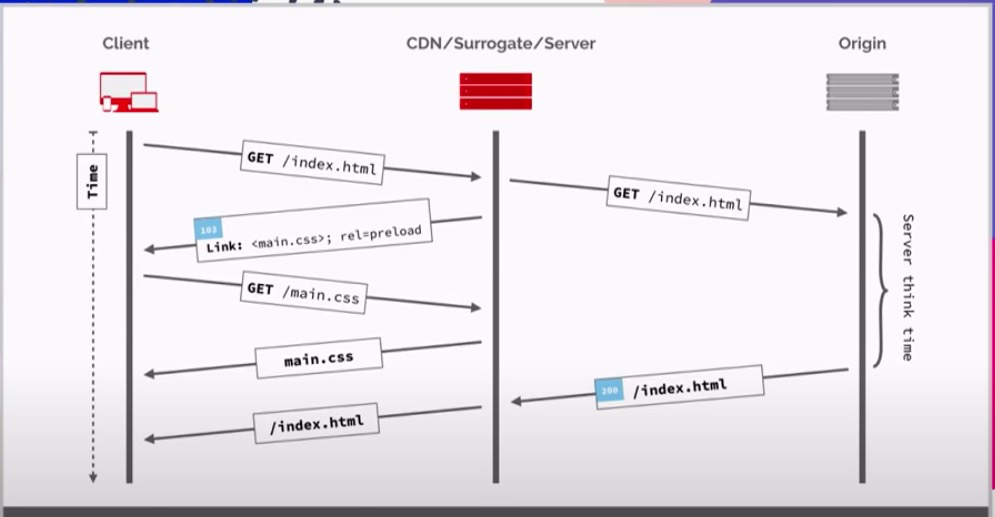 Client
CDN/Surrogate/Server
Origin
Time
GET /index.html
GET /index.html
103
Link: <main.css>; rel=preload
GET /main.css
Server think time
main.css
200 /index.html
/index.html